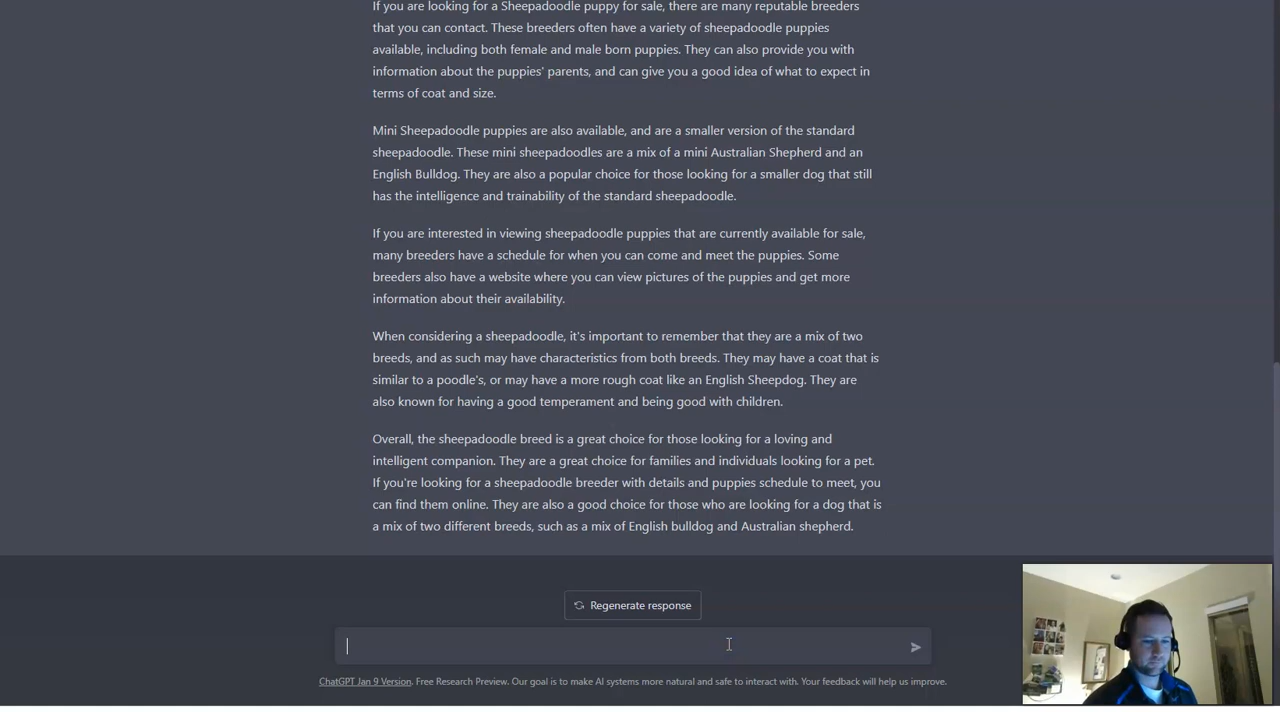 If you are looking for a Sheepadoodle puppy for sale, there are many reputable breeders
that you can contact. These breeders often have a variety of sheepadoodle puppies
available, including both female and male born puppies. They can also provide you with
information about the puppies' parents, and can give you a good idea of what to expect in
terms of coat and size.
Mini Sheepadoodle puppies are also available, and are a smaller version of the standard
sheepadoodle. These mini sheepadoodles are a mix of a mini Australian Shepherd and an
English Bulldog. They are also a popular choice for those looking for a smaller dog that still
has the intelligence and trainability of the standard sheepadoodle.
If you are interested in viewing sheepadoodle puppies that are currently available for sale,
many breeders have a schedule for when you can come and meet the puppies. Some
breeders also have a website where you can view pictures of the puppies and get more
information about their availability.
When considering a sheepadoodle, it's important to remember that they are a mix of two
breeds, and as such may have characteristics from both breeds. They may have a coat that is
similar to a poodle's, or may have a more rough coat like an English Sheepdog. They are
also known for having a good temperament and being good with children.
Overall, the sheepadoodle breed is a great choice for those looking for a loving and
intelligent companion. They are a great choice for families and individuals looking for a pet.
If you're looking for a sheepadoodle breeder with details and puppies schedule to meet, you
can find them online. They are also a good choice for those who are looking for a dog that is
a mix of two different breeds, such as a mix of English bulldog and Australian shepherd.
Regenerate response
ChatGPT Jan 9 Version. Free Research Preview. Our goal is to make AI systems more natural and safe to interact with. Your feedback will help us improve.